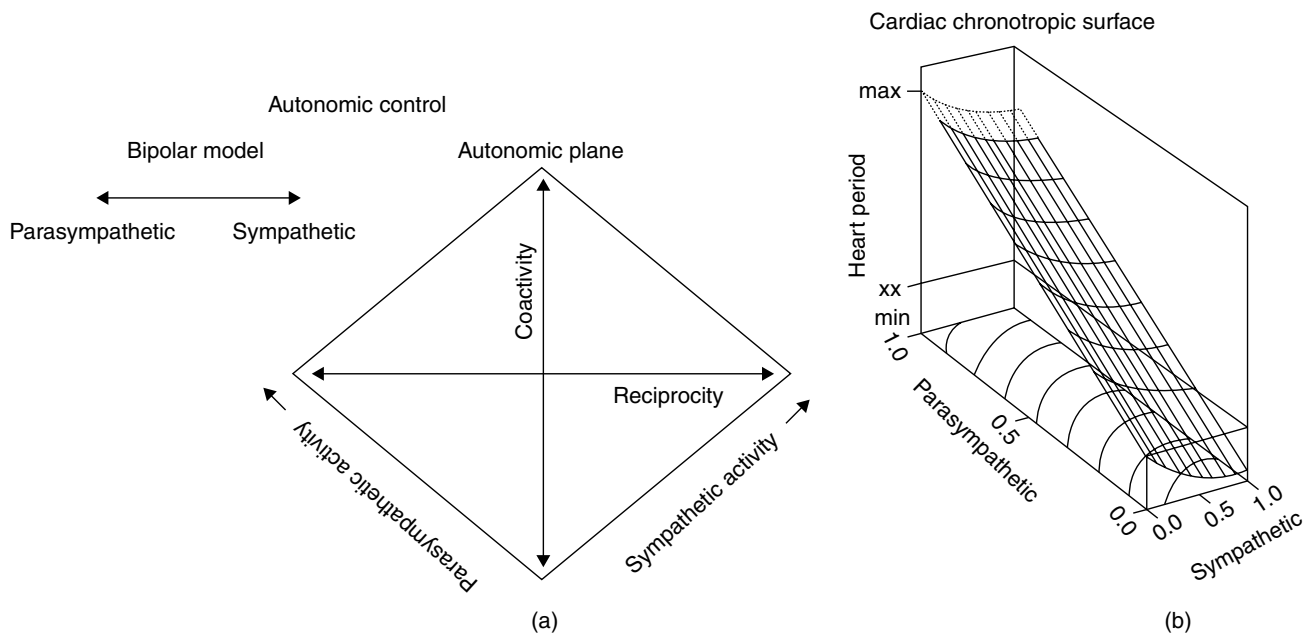 Autonomic control
Bipolar model
Parasympathetic
Sympathetic
Autonomic plane
Coactivity
Reciprocity
Parasympathetic activity
Sympathetic activity
(a)
Cardiac chronotropic surface
max
Heart period
xx
min
1.0
Parasympathetic
0.5
0.0
0.0
0.5
1.0
Sympathetic
(b)